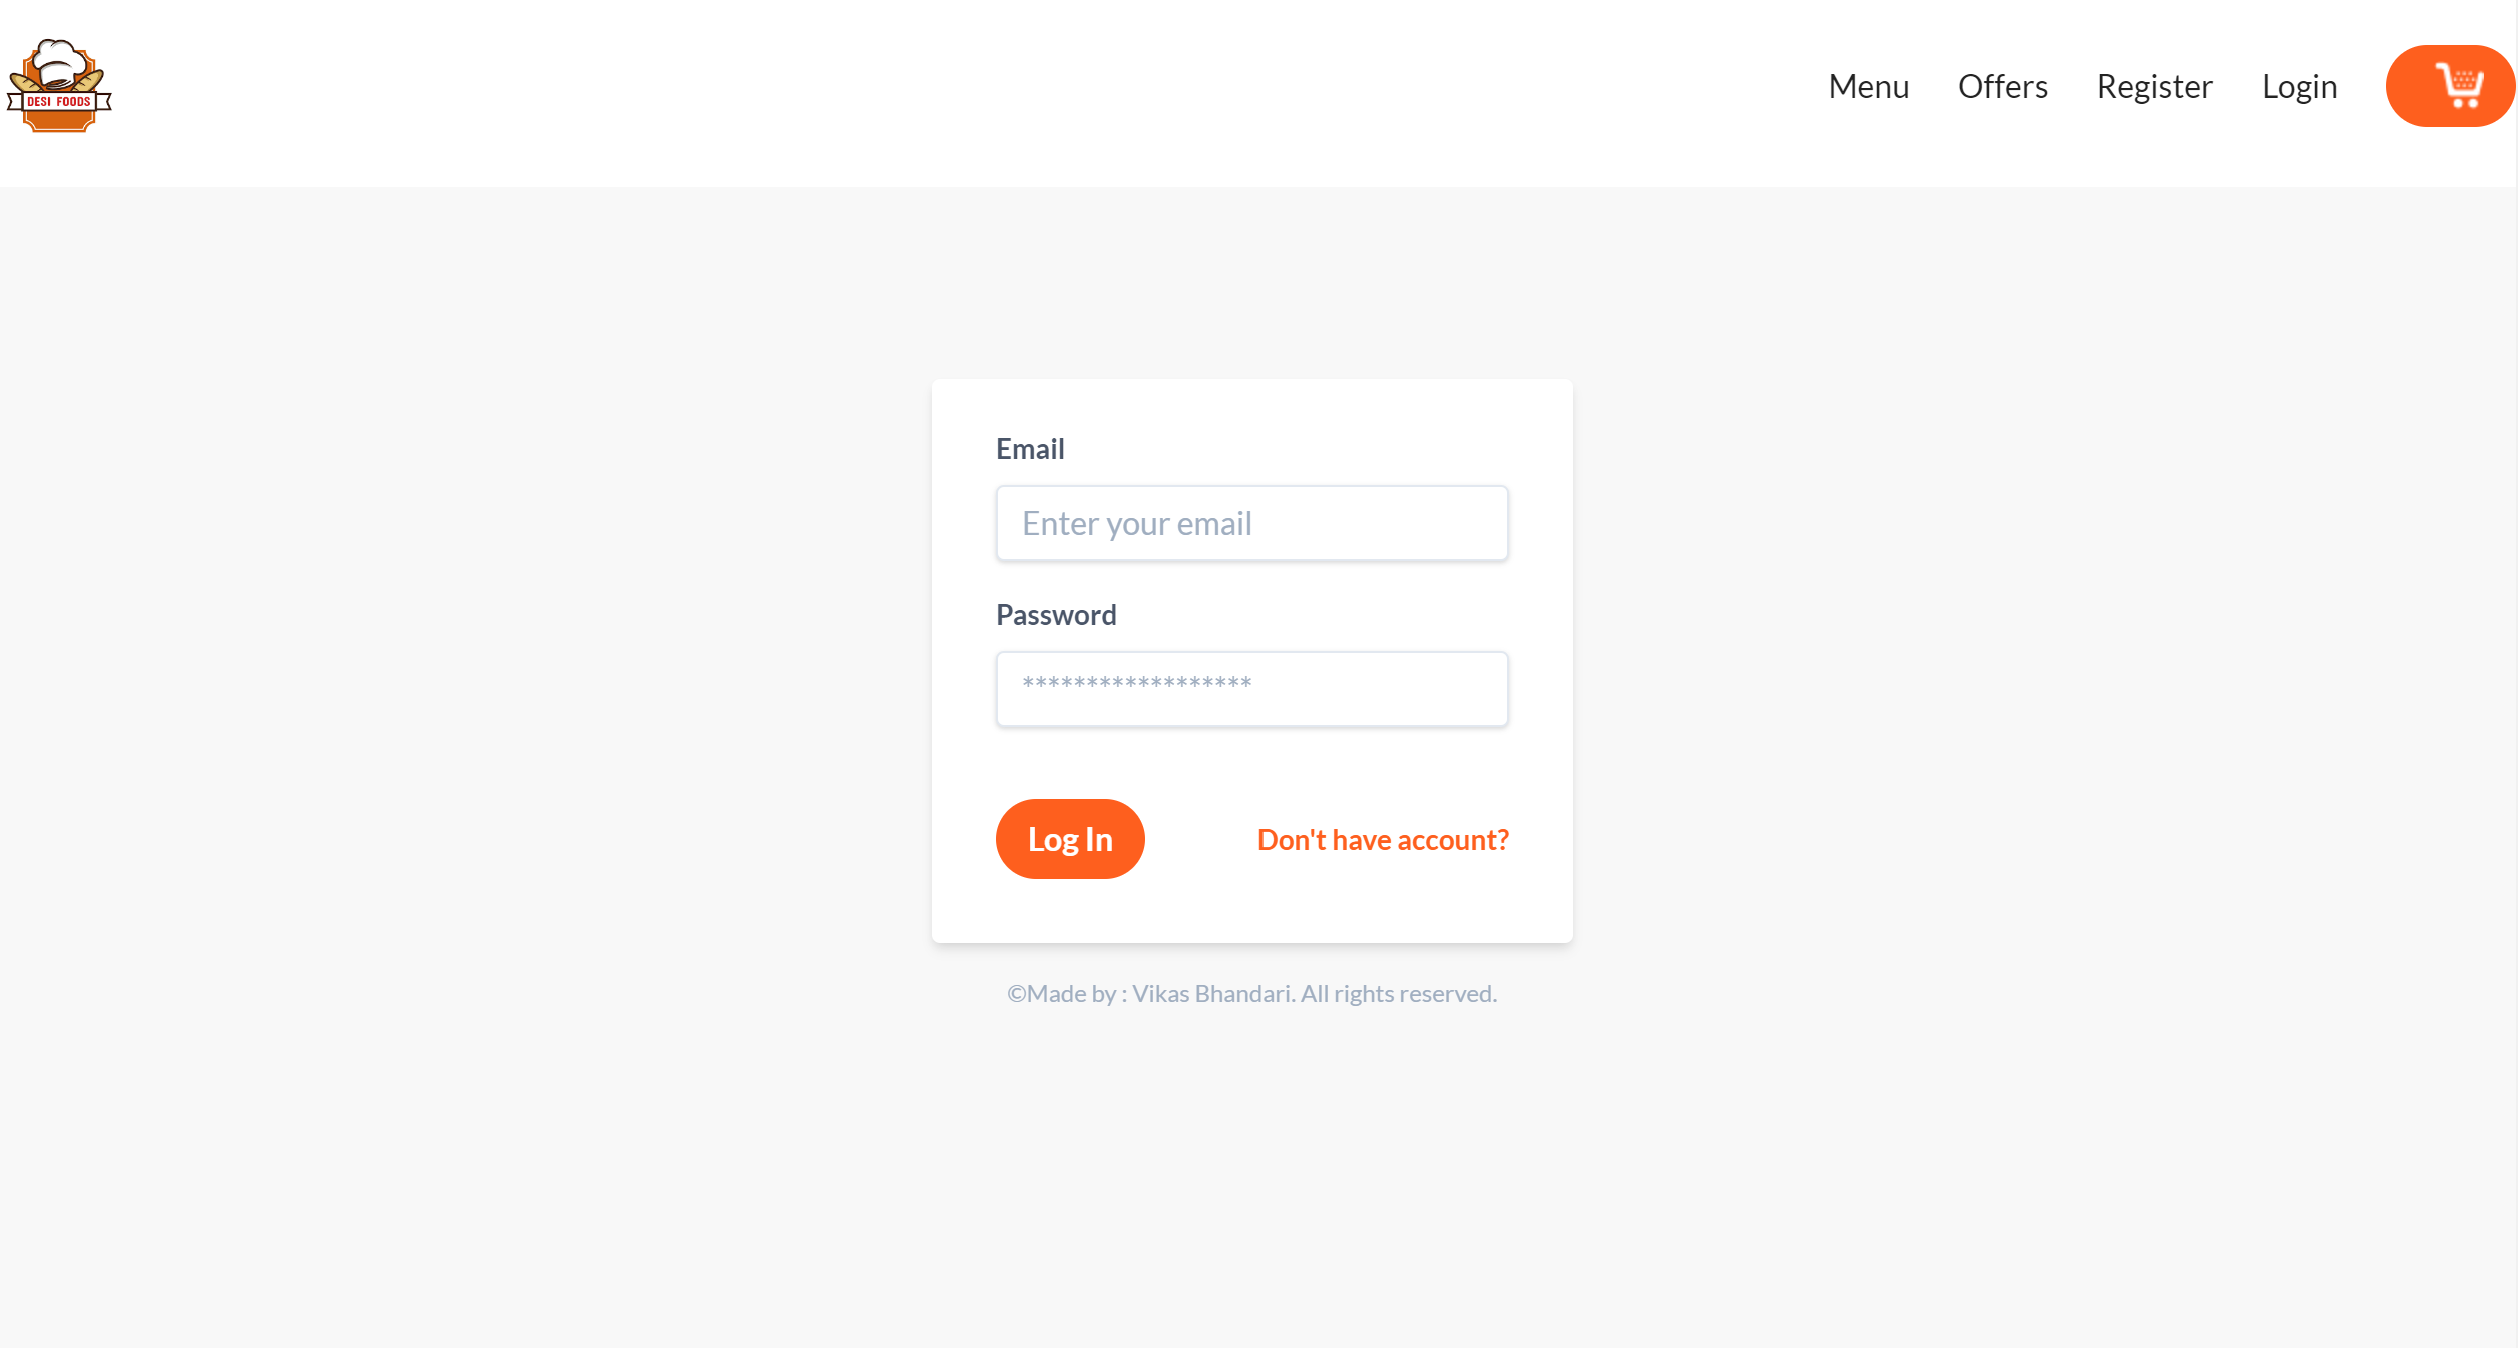 DESI FOODS
Menu Offers Register Login
Email
Enter your email
Password
******************
Log In Don't have account?
©Made by : Vikas Bhandari. All rights reserved.